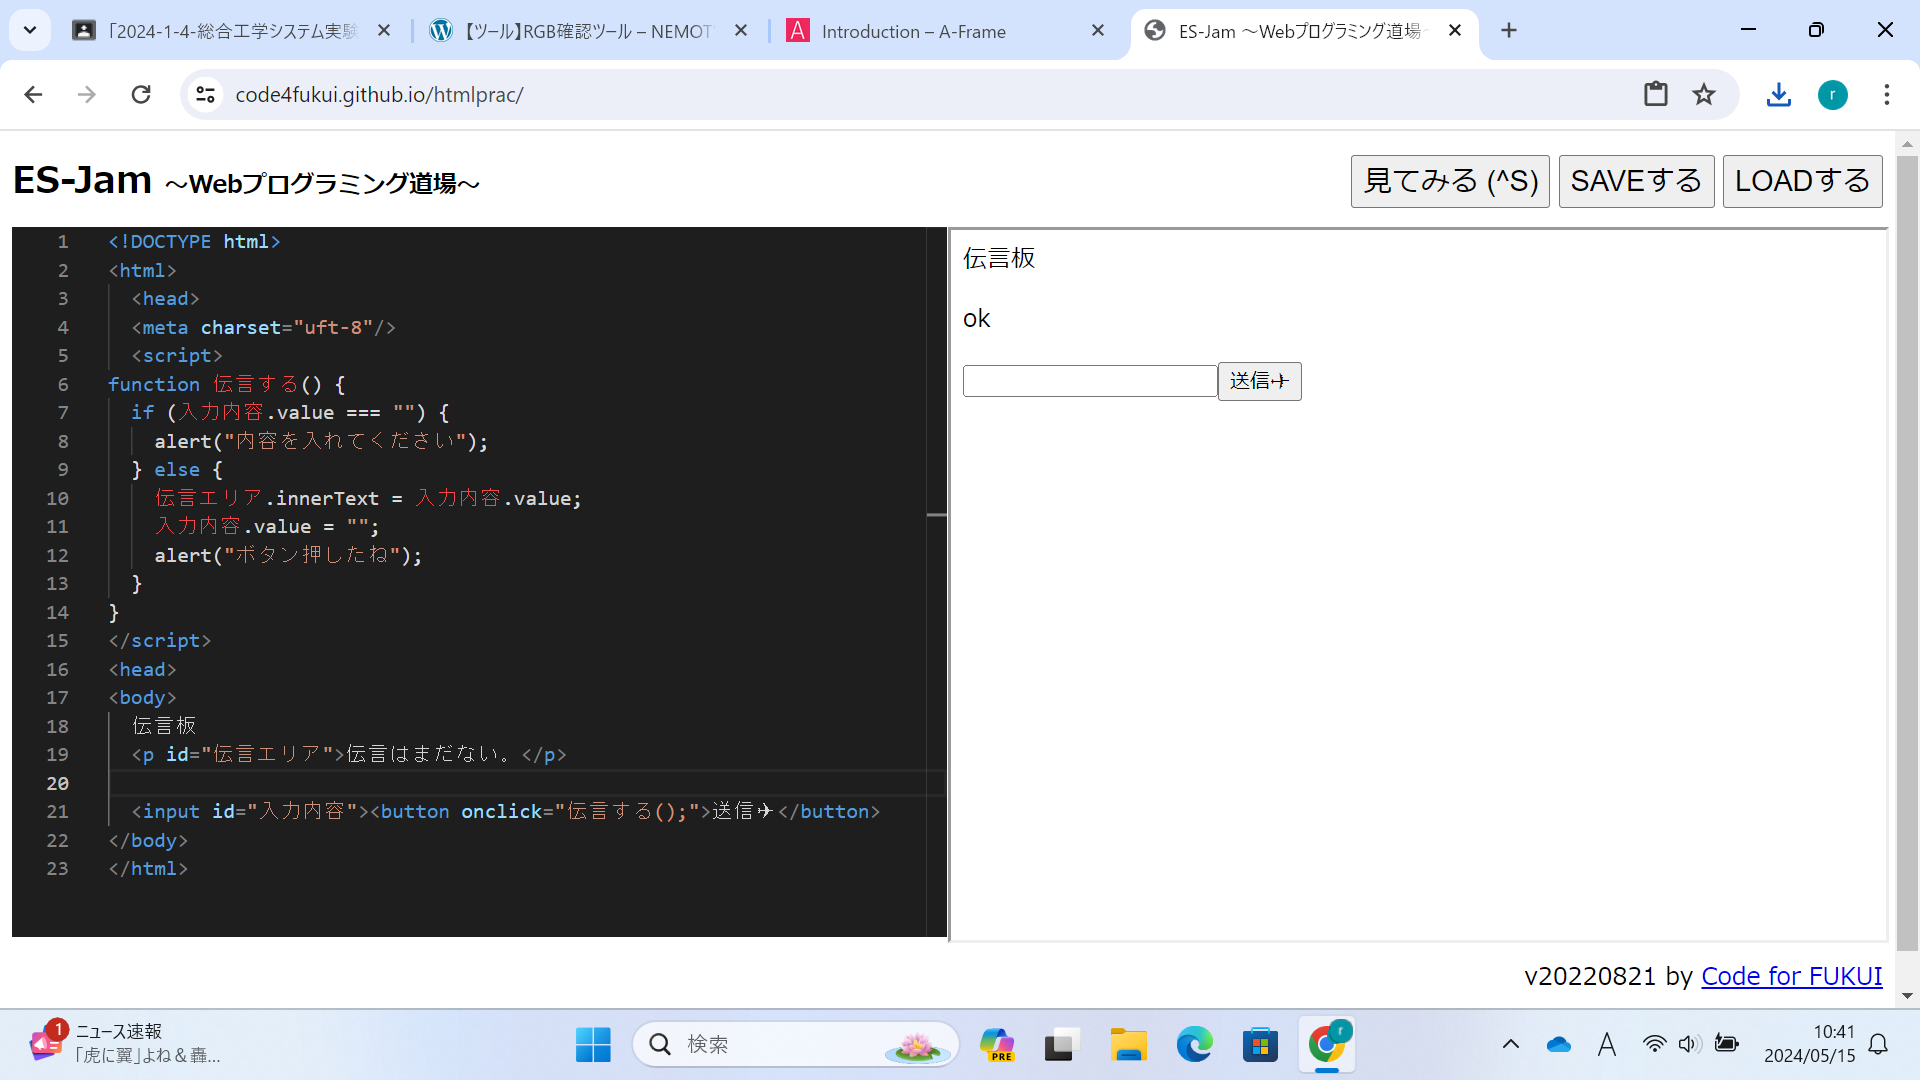 「2024-1-4-総合工学システム実験
【ツール】RGB確認ツール – NEMOT
Introduction – A-Frame
ES-Jam ～Webプログラミング道場～
code4fukui.github.io/htmlprac/
r
ES-Jam ～Webプログラミング道場～
見てみる (^S)
SAVEする
LOADする
1 <!DOCTYPE html>
2 <html>
3 <head>
4 <meta charset="uft-8"/>
5 <script>
6 function 伝言する() {
7 if (入力内容.value === "") {
8 alert("内容を入れてください");
9 } else {
10 伝言エリア.innerText = 入力内容.value;
11 入力内容.value = "";
12 alert("ボタン押したね");
13 }
14 }
15 </script>
16 <head>
17 <body>
18 伝言板
19 <p id="伝言エリア">伝言はまだない。</p>
20
21 <input id="入力内容"><button onclick="伝言する();">送信✈</button>
22 </body>
23 </html>
伝言板
ok
送信✈
v20220821 by Code for FUKUI
1
ニュース速報
「虎に翼」よね＆轟...
検索
PRE
r
A
10:41
2024/05/15